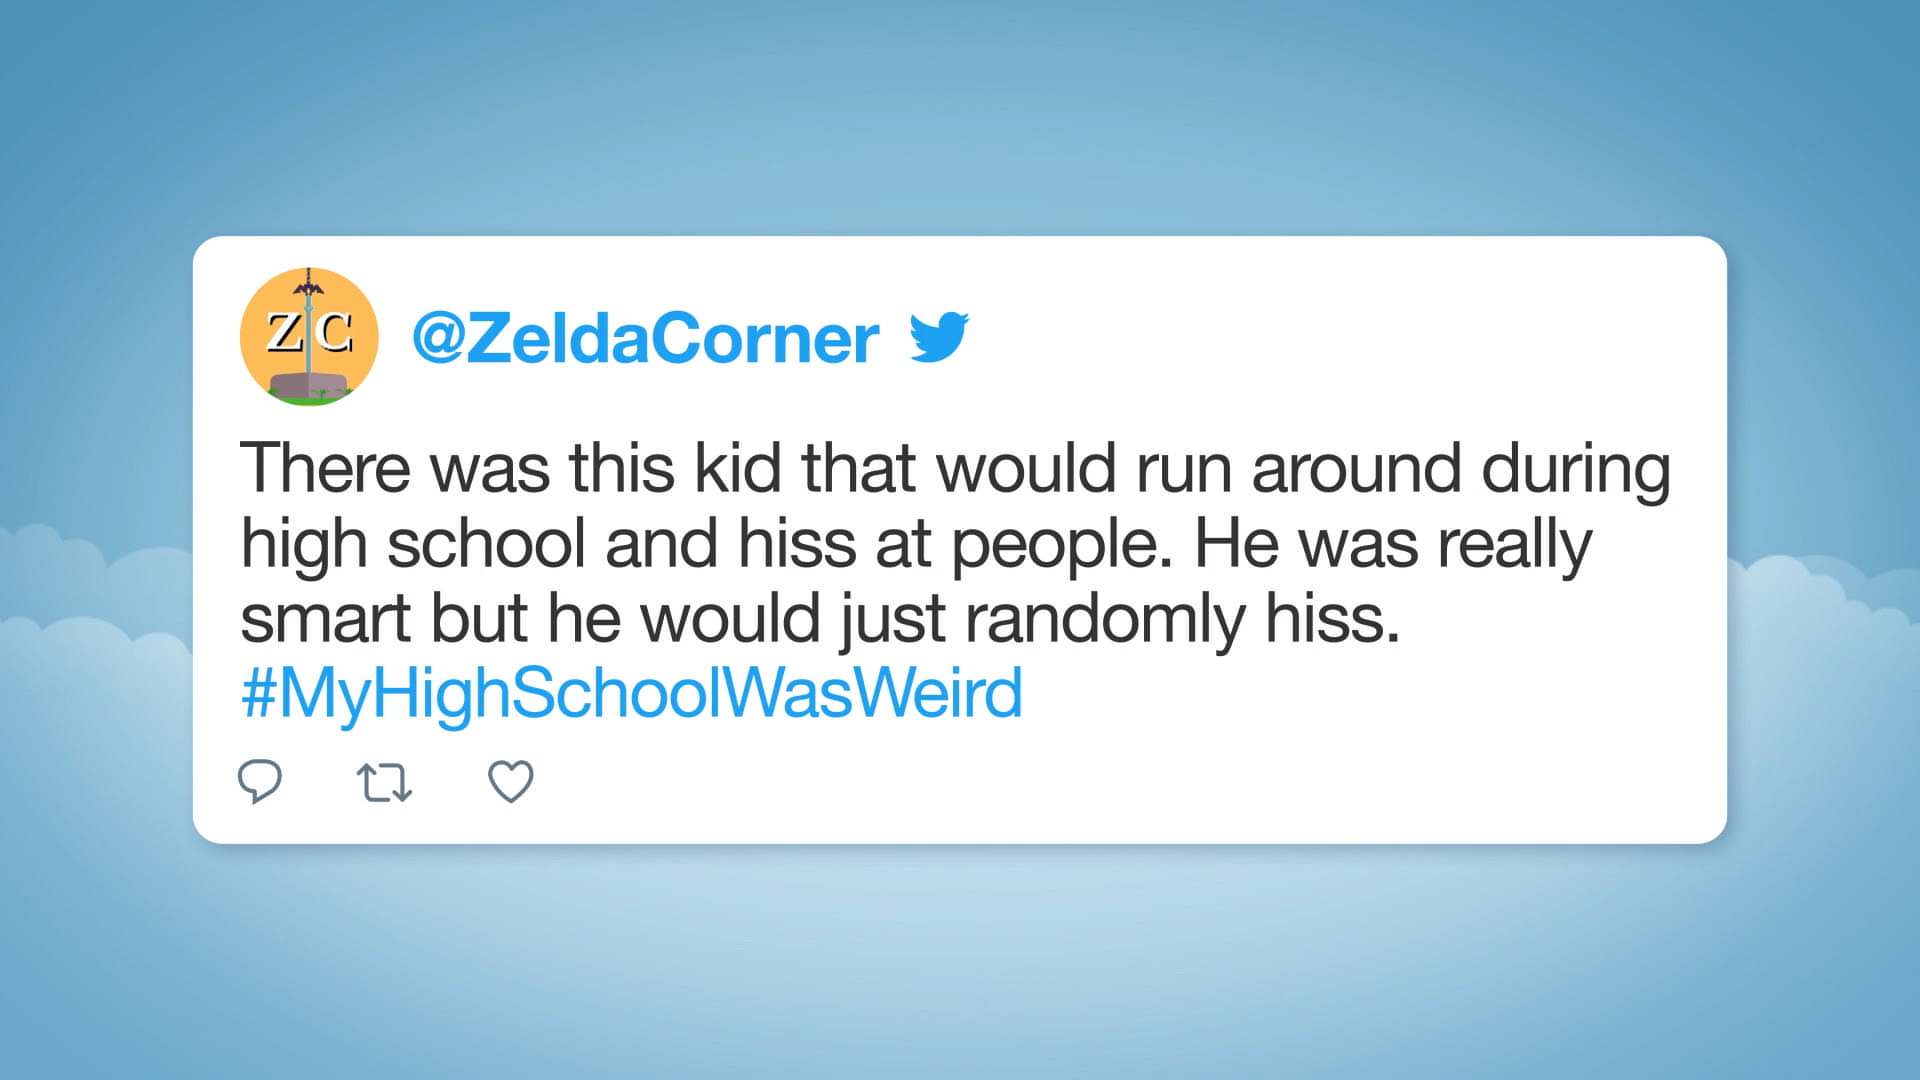 Z C
@ZeldaCorner
There was this kid that would run around during
high school and hiss at people. He was really
smart but he would just randomly hiss.
#MyHighSchoolWasWeird